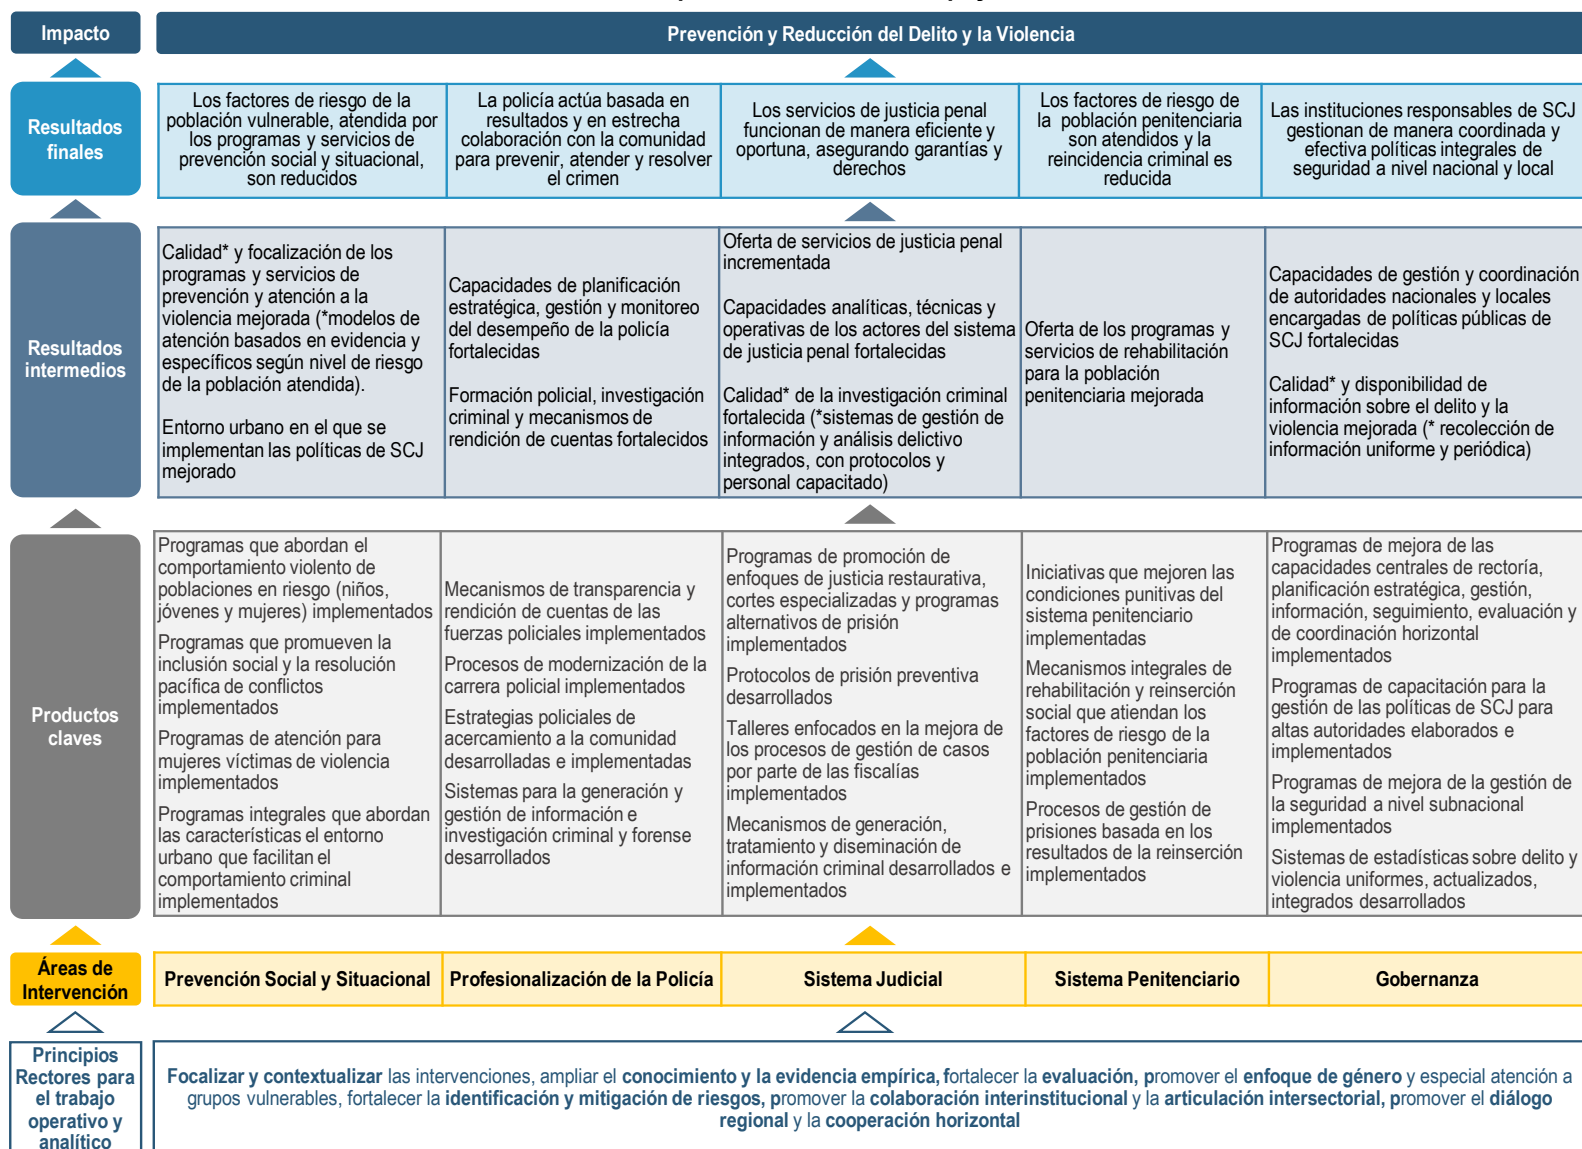 Impacto
Prevención y Reducción del Delito y la Violencia
Resultados
finales
Los factores de riesgo de la
población vulnerable, atendida por
los programas y servicios de
prevención social y situacional,
son reducidos
La policía actúa basada en
resultados y en estrecha
colaboración con la comunidad
para prevenir, atender y resolver
el crimen
Los servicios de justicia penal
funcionan de manera eficiente y
oportuna, asegurando garantías y
derechos
Los factores de riesgo de
la población penitenciaria
son atendidos y la
reincidencia criminal es
reducida
Las instituciones responsables de SCJ
gestionan de manera coordinada y
efectiva políticas integrales de
seguridad a nivel nacional y local
Resultados
intermedios
Calidad* y focalización de los
programas y servicios de
prevención y atención a la
violencia mejorada (*modelos de
atención basados en evidencia y
específicos según nivel de riesgo
de la población atendida).
Entorno urbano en el que se
implementan las políticas de SCJ
mejorado
Capacidades de planificación
estratégica, gestión y monitoreo
del desempeño de la policía
fortalecidas
Formación policial, investigación
criminal y mecanismos de
rendición de cuentas fortalecidos
Oferta de servicios de justicia penal
incrementada
Capacidades analíticas, técnicas y
operativas de los actores del sistema
de justicia penal fortalecidas
Calidad* de la investigación criminal
fortalecida (*sistemas de gestión de
información y análisis delictivo
integrados, con protocolos y
personal capacitado)
Oferta de los programas y
servicios de rehabilitación
para la población
penitenciaria mejorada
Capacidades de gestión y coordinación
de autoridades nacionales y locales
encargadas de políticas públicas de
SCJ fortalecidas
Calidad* y disponibilidad de
información sobre el delito y la
violencia mejorada (* recolección de
información uniforme y periódica)
Productos
claves
Programas que abordan el
comportamiento violento de
poblaciones en riesgo (niños,
jóvenes y mujeres) implementados
Programas que promueven la
inclusión social y la resolución
pacífica de conflictos
implementados
Programas de atención para
mujeres víctimas de violencia
implementados
Programas integrales que abordan
las características el entorno
urbano que facilitan el
comportamiento criminal
implementados
Mecanismos de transparencia y
rendición de cuentas de las
fuerzas policiales implementados
Procesos de modernización de la
carrera policial implementados
Estrategias policiales de
acercamiento a la comunidad
desarrolladas e implementadas
Sistemas para la generación y
gestión de información e
investigación criminal y forense
desarrollados
Programas de promoción de
enfoques de justicia restaurativa,
cortes especializadas y programas
alternativos de prisión
implementados
Protocolos de prisión preventiva
desarrollados
Talleres enfocados en la mejora de
los procesos de gestión de casos
por parte de las fiscalías
implementados
Mecanismos de generación,
tratamiento y diseminación de
información criminal desarrollados e
implementados
Iniciativas que mejoren las
condiciones punitivas del
sistema penitenciario
implementadas
Mecanismos integrales de
rehabilitación y reinserción
social que atiendan los
factores de riesgo de la
población penitenciaria
implementados
Procesos de gestión de
prisiones basada en los
resultados de la reinserción
implementados
Programas de mejora de las
capacidades centrales de rectoría,
planificación estratégica, gestión,
información, seguimiento, evaluación y
de coordinación horizontal
implementados
Programas de capacitación para la
gestión de las políticas de SCJ para
altas autoridades elaborados e
implementados
Programas de mejora de la gestión de
la seguridad a nivel subnacional
implementados
Sistemas de estadísticas sobre delito y
violencia uniformes, actualizados,
integrados desarrollados
Áreas de
Intervención
Prevención Social y Situacional
Profesionalización de la Policía
Sistema Judicial
Sistema Penitenciario
Gobernanza
Principios
Rectores para
el trabajo
operativo y
analítico
Focalizar y contextualizar las intervenciones, ampliar el conocimiento y la evidencia empírica, fortalecer la evaluación, promover el enfoque de género y especial atención a
grupos vulnerables, fortalecer la identificación y mitigación de riesgos, promover la colaboración interinstitucional y la articulación intersectorial, promover el diálogo
regional y la cooperación horizontal